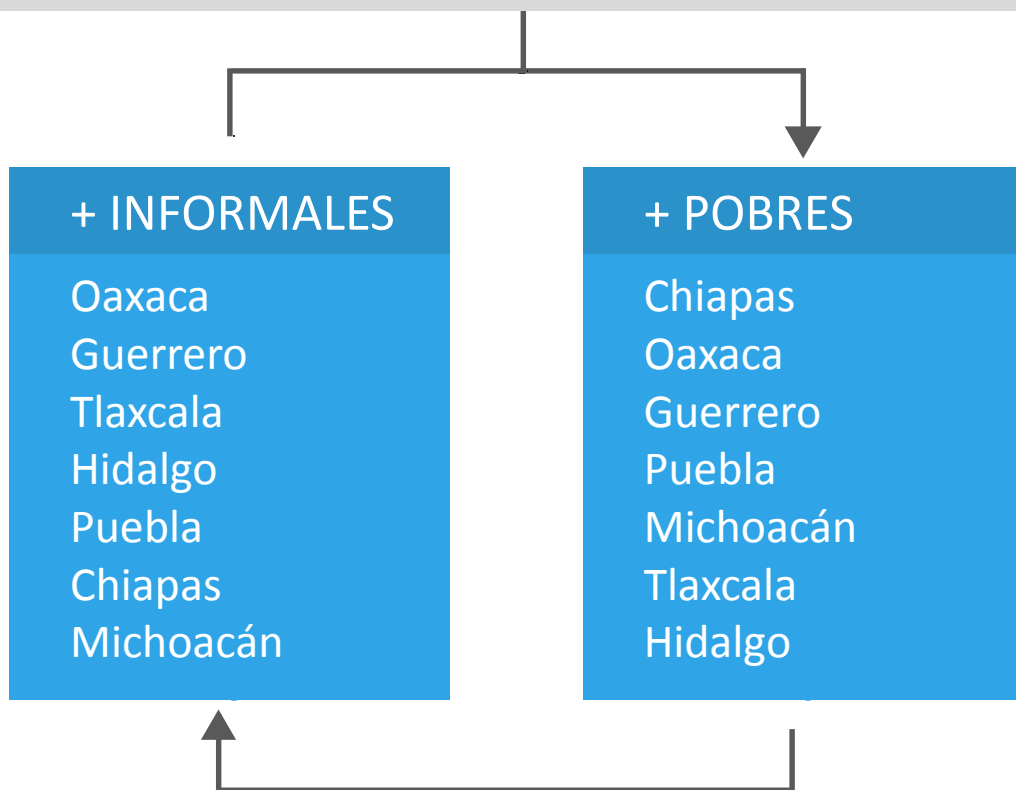 + INFORMALES
Oaxaca
Guerrero
Tlaxcala
Hidalgo
Puebla
Chiapas
Michoacán
+ POBRES
Chiapas
Oaxaca
Guerrero
Puebla
Michoacán
Tlaxcala
Hidalgo